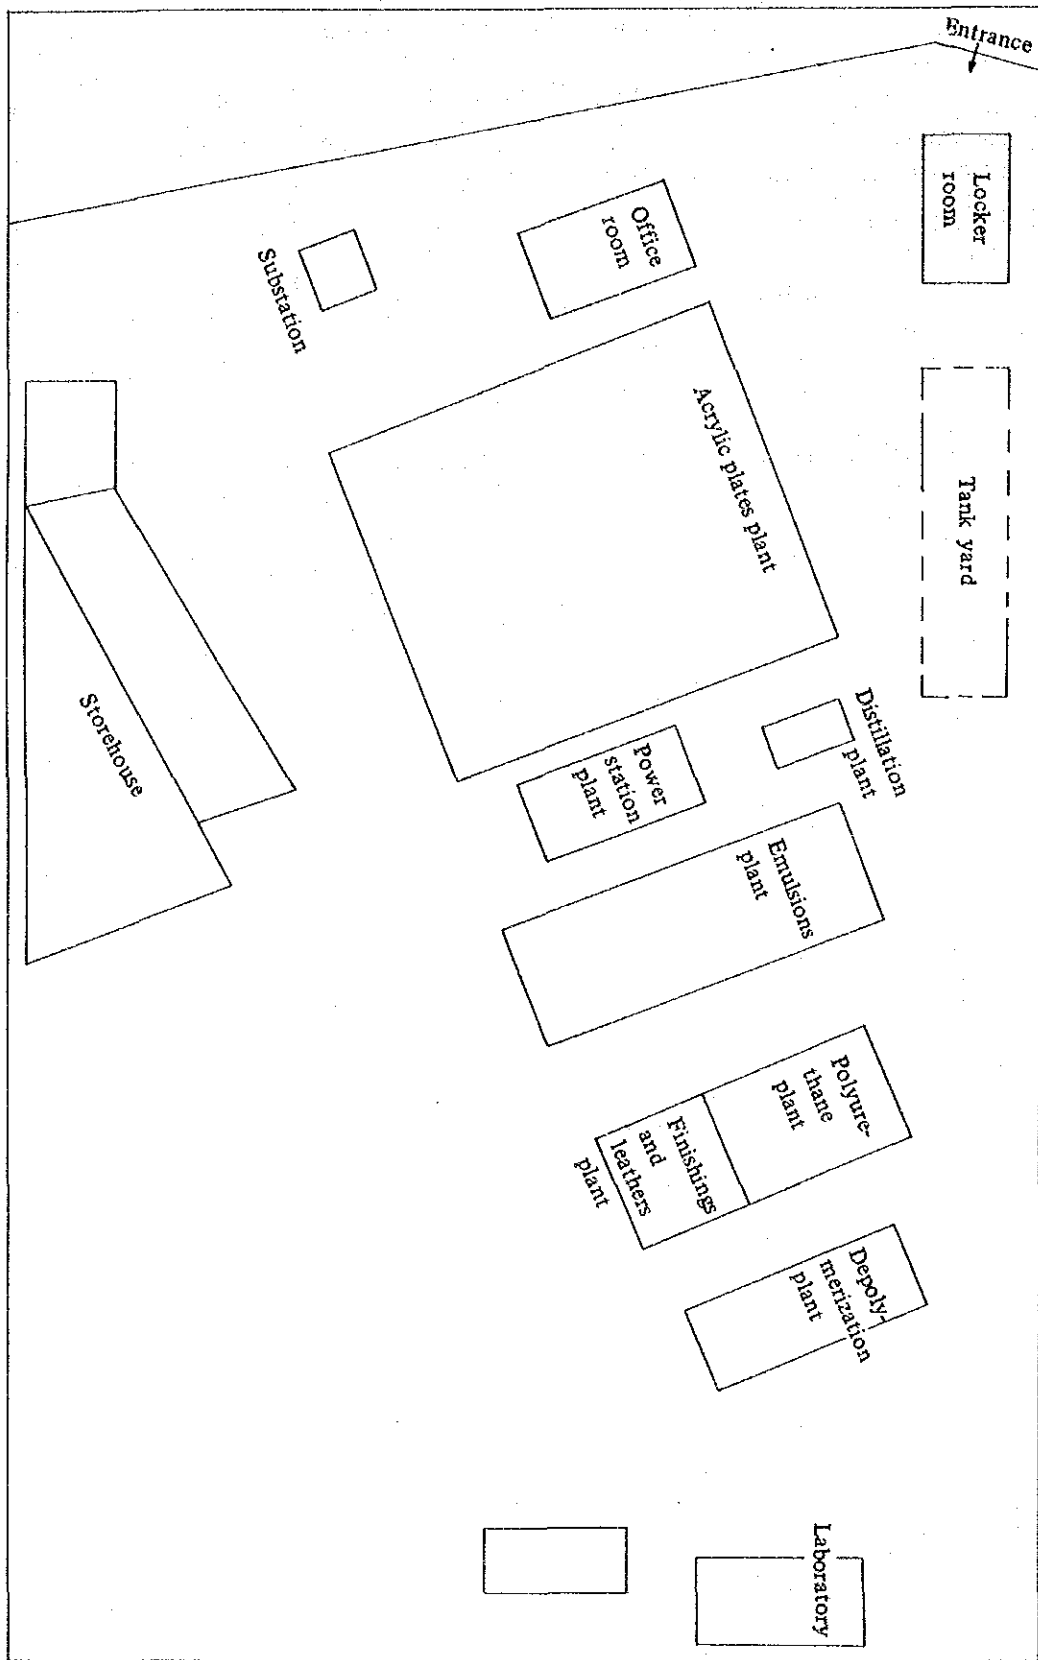 Entrance
Locker
room
Office
room
Substation
Tank yard
Acrylic plates plant
Storehouse
Distillation
plant
Power
station
plant
Emulsions
plant
Polyure-
thane
plant
Finishings
and
leathers
plant
Depoly-
merization
plant
Laboratory